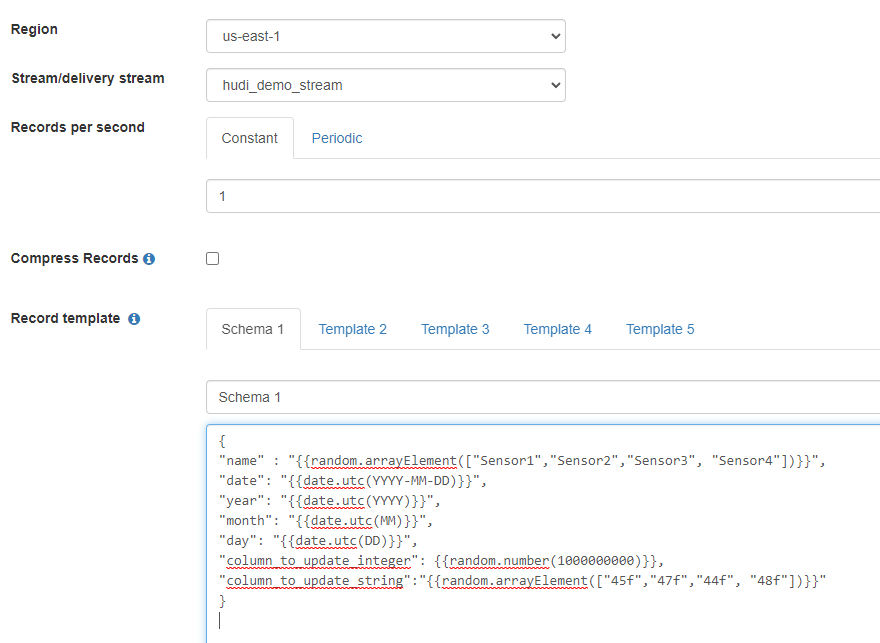 Region
us-east-1
Stream/delivery stream
hudi_demo_stream
Records per second
Constant
Periodic
1
Compress Records
Record template
Schema 1
Template 2
Template 3
Template 4
Template 5
Schema 1
{
"name" : "{{random.arrayElement(["Sensor1","Sensor2","Sensor3", "Sensor4"])}}",
"date": "{{date.utc(YYYY-MM-DD)}}",
"year": "{{date.utc(YYYY)}}",
"month": "{{date.utc(MM)}}",
"day": "{{date.utc(DD)}}",
"column_to_update_integer": {{random.number(1000000000)}},
"column_to_update_string":"{{random.arrayElement(["45f","47f","44f", "48f"])}}"
}